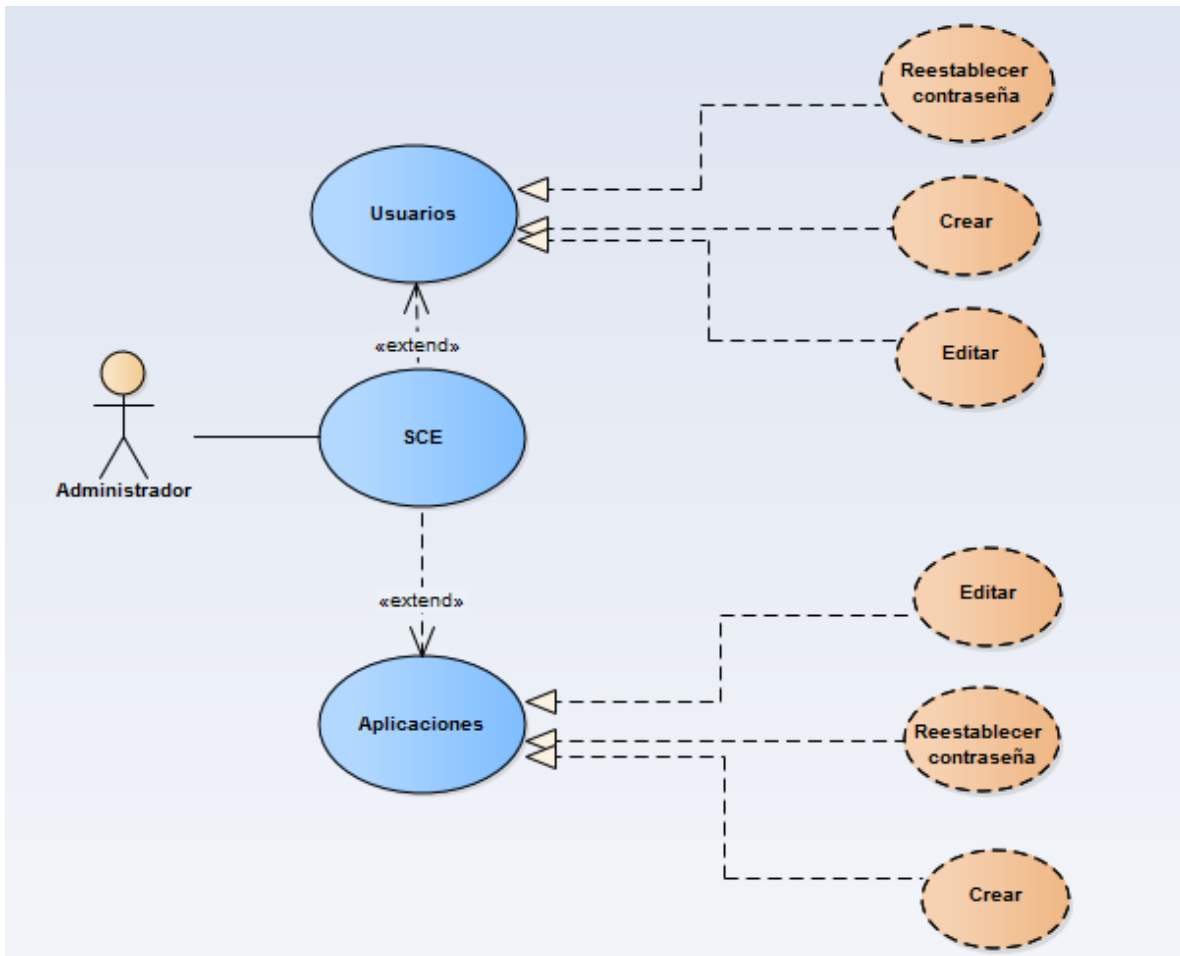 Reestablecer
contraseña
Usuarios
Crear
Editar
«extend»
SCE
Administrador
«extend»
Editar
Aplicaciones
Reestablecer
contraseña
Crear